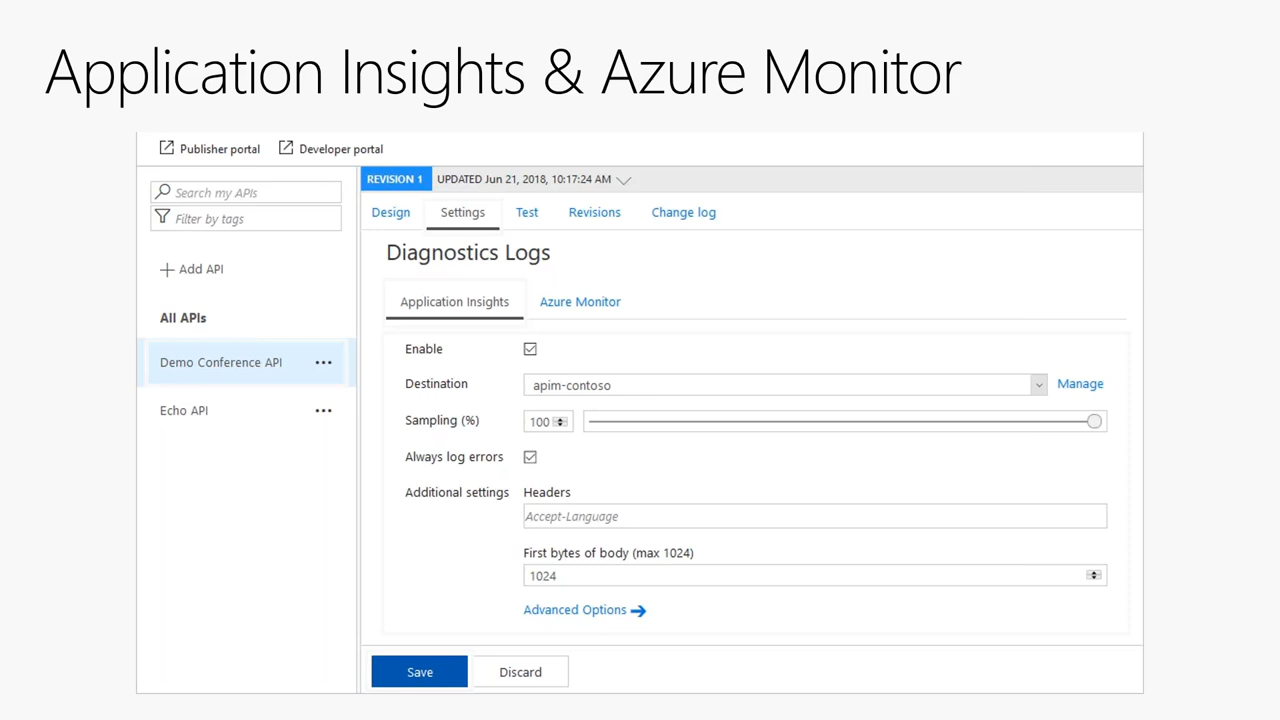 Application Insights & Azure Monitor
Publisher portal Developer portal
Search my APIs
Filter by tags
Add API
All APIs
Demo Conference API
Echo API
REVISION 1 UPDATED Jun 21, 2018, 10:17:24 AM
Design Settings Test Revisions Change log
Diagnostics Logs
Application Insights Azure Monitor
Enable
Destination apim-contoso Manage
Sampling (%) 100
Always log errors
Additional settings Headers
Accept-Language
First bytes of body (max 1024)
1024
Advanced Options
Save Discard